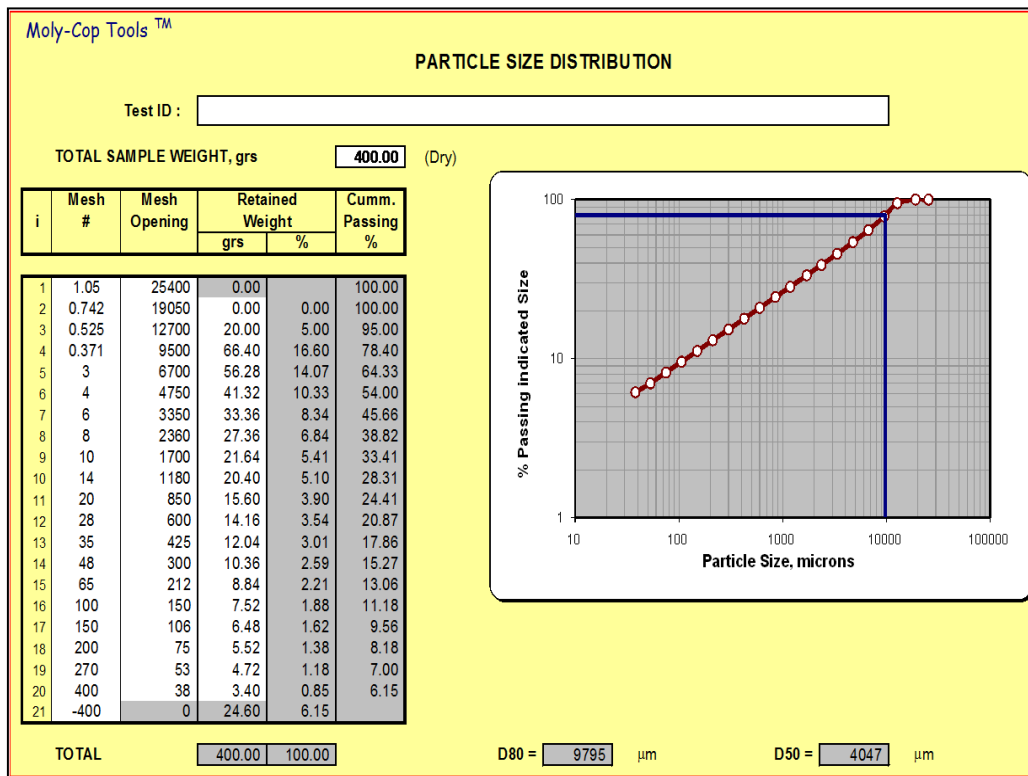 Moly-Cop Tools TM
PARTICLE SIZE DISTRIBUTION
Test ID :
TOTAL SAMPLE WEIGHT, grs 400.00 (Dry)
i Mesh # Mesh Opening Retained Weight Cumm. Passing %
grs %
1 1.05 25400 0.00 100.00
2 0.742 19050 0.00 0.00 100.00
3 0.525 12700 20.00 5.00 95.00
4 0.371 9500 66.40 16.60 78.40
5 3 6700 56.28 14.07 64.33
6 4 4750 41.32 10.33 54.00
7 6 3350 33.36 8.34 45.66
8 8 2360 27.36 6.84 38.82
9 10 1700 21.64 5.41 33.41
10 14 1180 20.40 5.10 28.31
11 20 850 15.60 3.90 24.41
12 28 600 14.16 3.54 20.87
13 35 425 12.04 3.01 17.86
14 48 300 10.36 2.59 15.27
15 65 212 8.84 2.21 13.06
16 100 150 7.52 1.88 11.18
17 150 106 6.48 1.62 9.56
18 200 75 5.52 1.38 8.18
19 270 53 4.72 1.18 7.00
20 400 38 3.40 0.85 6.15
21 -400 0 24.60 6.15
TOTAL 400.00 100.00
100
10
1
% Passing indicated Size
10 100 1000 10000 100000
Particle Size, microns
D80 = 9795 µm D50 = 4047 µm